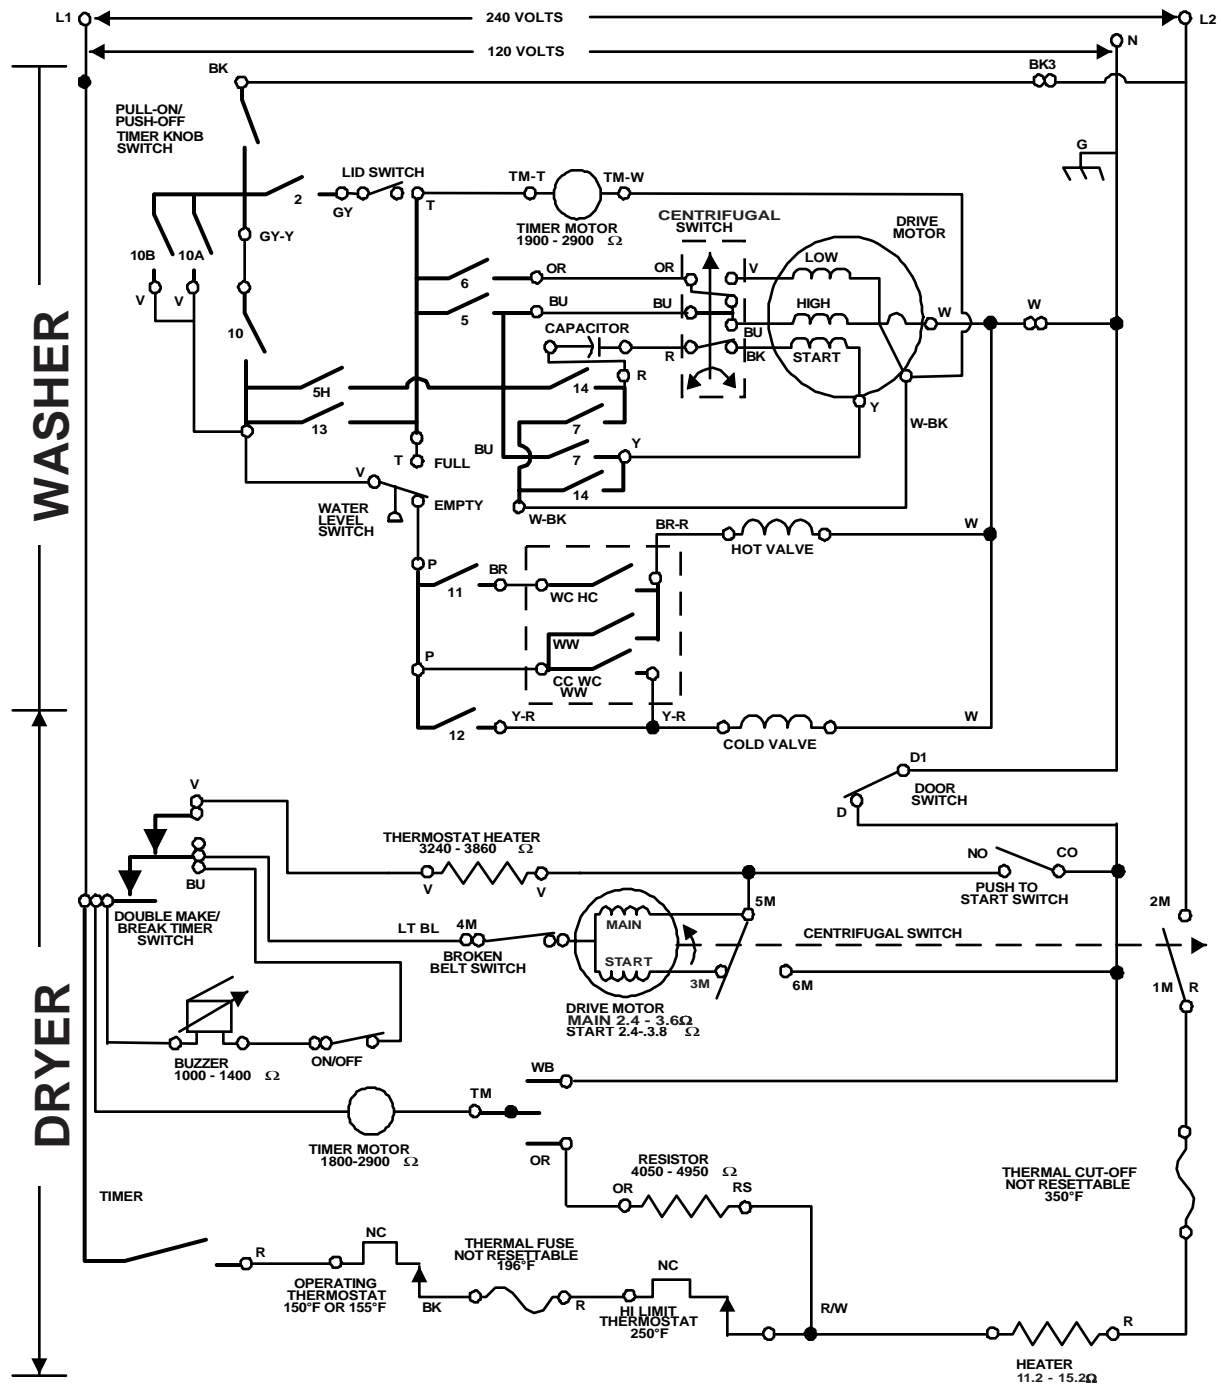 L1
240 VOLTS
L2
120 VOLTS
N
BK
BK3
PULL-ON/
PUSH-OFF
TIMER KNOB
SWITCH
G
LID SWITCH
2
GY
T
TM-T
TM-W
TIMER MOTOR
1900 - 2900 Ω
CENTRIFUGAL
SWITCH
DRIVE
MOTOR
GY-Y
10B
10A
V
V
6
OR
OR
V
LOW
5
BU
BU
BU
HIGH
W
W
10
CAPACITOR
R
BK
START
R
5H
14
13
7
Y
W-BK
BU
7
Y
T
FULL
14
V
EMPTY
WATER
LEVEL
SWITCH
W-BK
BR-R
HOT VALVE
W
P
BR
11
WC HC
WW
P
CC WC
WW
12
Y-R
Y-R
COLD VALVE
W
WASHER
D1
DOOR
SWITCH
D
V
THERMOSTAT HEATER
3240 - 3860 Ω
V
V
NO
CO
PUSH TO
START SWITCH
BU
DOUBLE MAKE/
BREAK TIMER
SWITCH
LT BL
4M
BROKEN
BELT SWITCH
MAIN
START
5M
3M
6M
CENTRIFUGAL SWITCH
2M
1M
R
DRIVE MOTOR
MAIN 2.4 - 3.6Ω
START 2.4-.3.8 Ω
BUZZER
1000 - 1400 Ω
ON/OFF
WB
TM
TIMER MOTOR
1800-2900 Ω
OR
RESISTOR
4050 - 4950 Ω
OR
RS
THERMAL CUT-OFF
NOT RESETTABLE
350°F
DRYER
TIMER
R
NC
OPERATING
THERMOSTAT
150°F OR 155°F
BK
THERMAL FUSE
NOT RESETTABLE
196°F
R
NC
HI LIMIT
THERMOSTAT
250°F
R/W
R
HEATER
11.2 - 15.2Ω